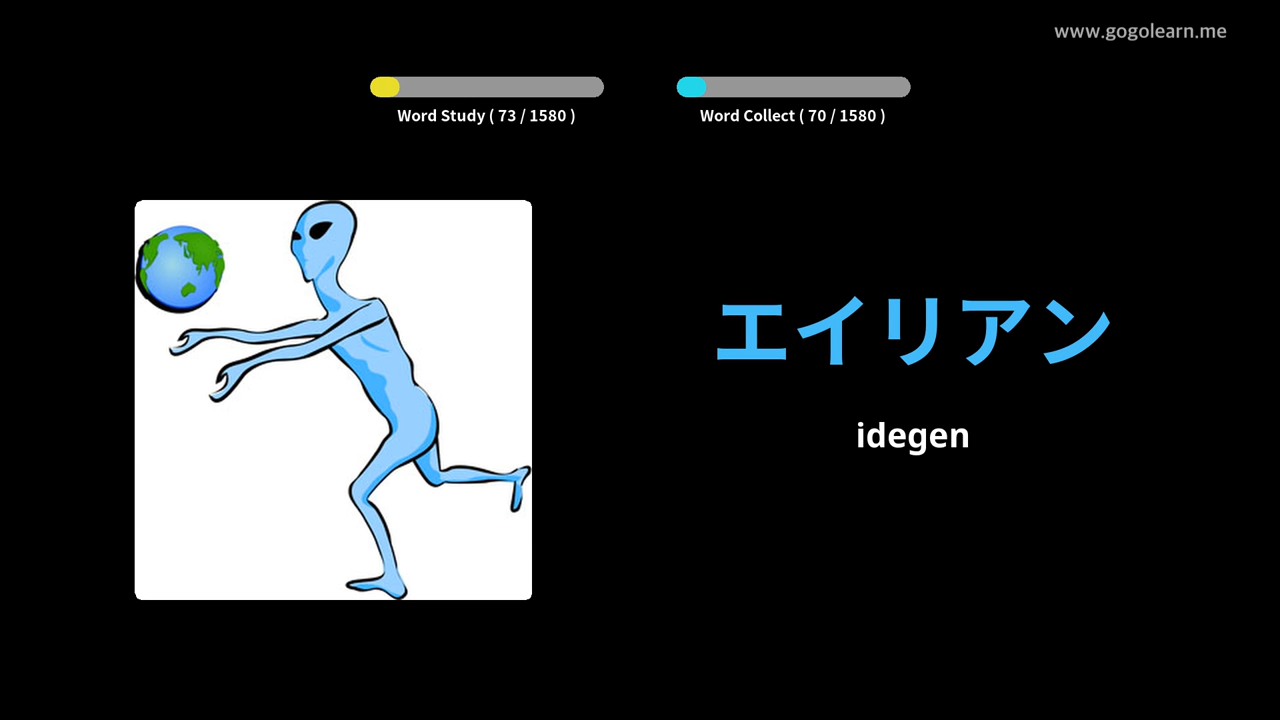 www.gogolearn.me
Word Study ( 73 / 1580 )
Word Collect ( 70 / 1580 )
エイリアン
idegen